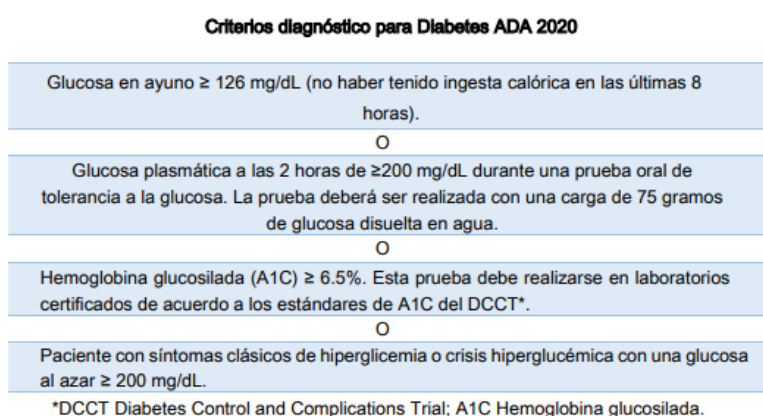 Criterios diagnóstico para Diabetes ADA 2020
Glucosa en ayuno ≥ 126 mg/dL (no haber tenido ingesta calórica en las últimas 8
horas).
O
Glucosa plasmática a las 2 horas de ≥200 mg/dL durante una prueba oral de
tolerancia a la glucosa. La prueba deberá ser realizada con una carga de 75 gramos
de glucosa disuelta en agua.
O
Hemoglobina glucosilada (A1C) ≥ 6.5%. Esta prueba debe realizarse en laboratorios
certificados de acuerdo a los estándares de A1C del DCCT*.
O
Paciente con síntomas clásicos de hiperglicemia o crisis hiperglucémica con una glucosa
al azar ≥ 200 mg/dL.
*DCCT Diabetes Control and Complications Trial; A1C Hemoglobina glucosilada.